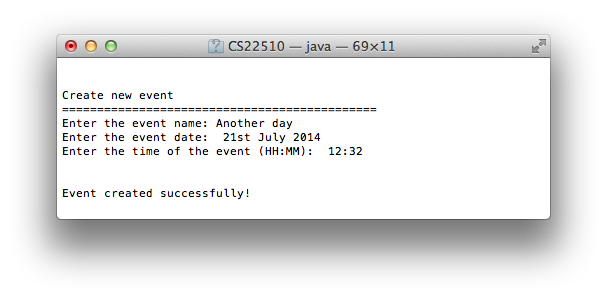 CS22510 — java — 69×11
Create new event
=============================================
Enter the event name: Another day
Enter the event date:  21st July 2014
Enter the time of the event (HH:MM):  12:32
Event created successfully!